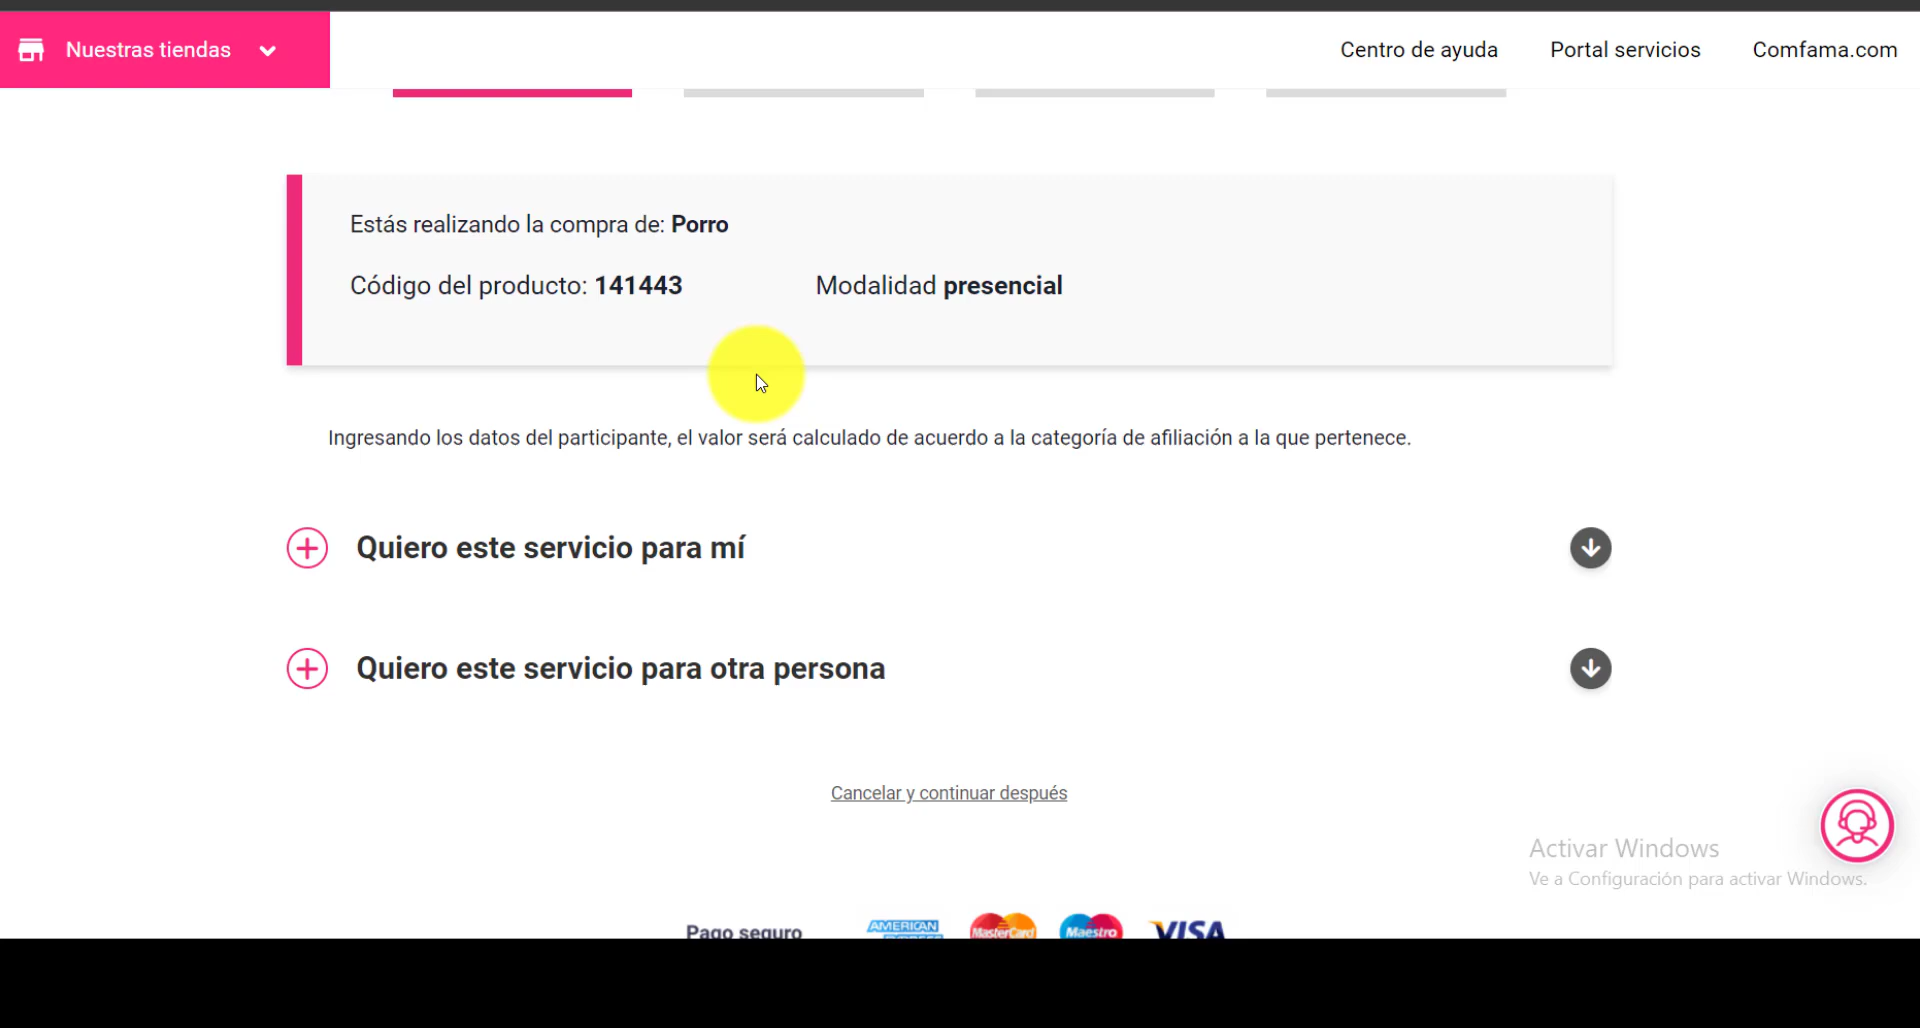 Nuestras tiendas
Centro de ayuda
Portal servicios
Comfama.com
Estás realizando la compra de: Porro
Código del producto: 141443
Modalidad presencial
Ingresando los datos del participante, el valor será calculado de acuerdo a la categoría de afiliación a la que pertenece.
Quiero este servicio para mí
Quiero este servicio para otra persona
Cancelar y continuar después
Activar Windows
Ve a Configuración para activar Windows.
Pago seguro
AMERICAN EXPRESS
MasterCard
Maestro
VISA